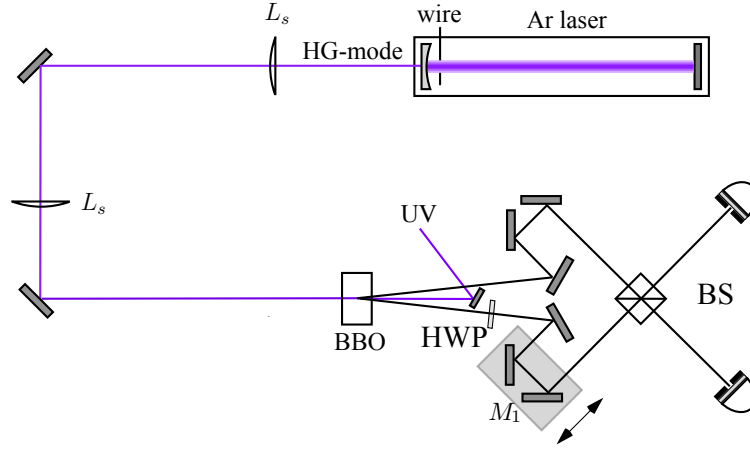 L_s
wire
Ar laser
HG-mode
L_s
UV
BS
HWP
BBO
M_1